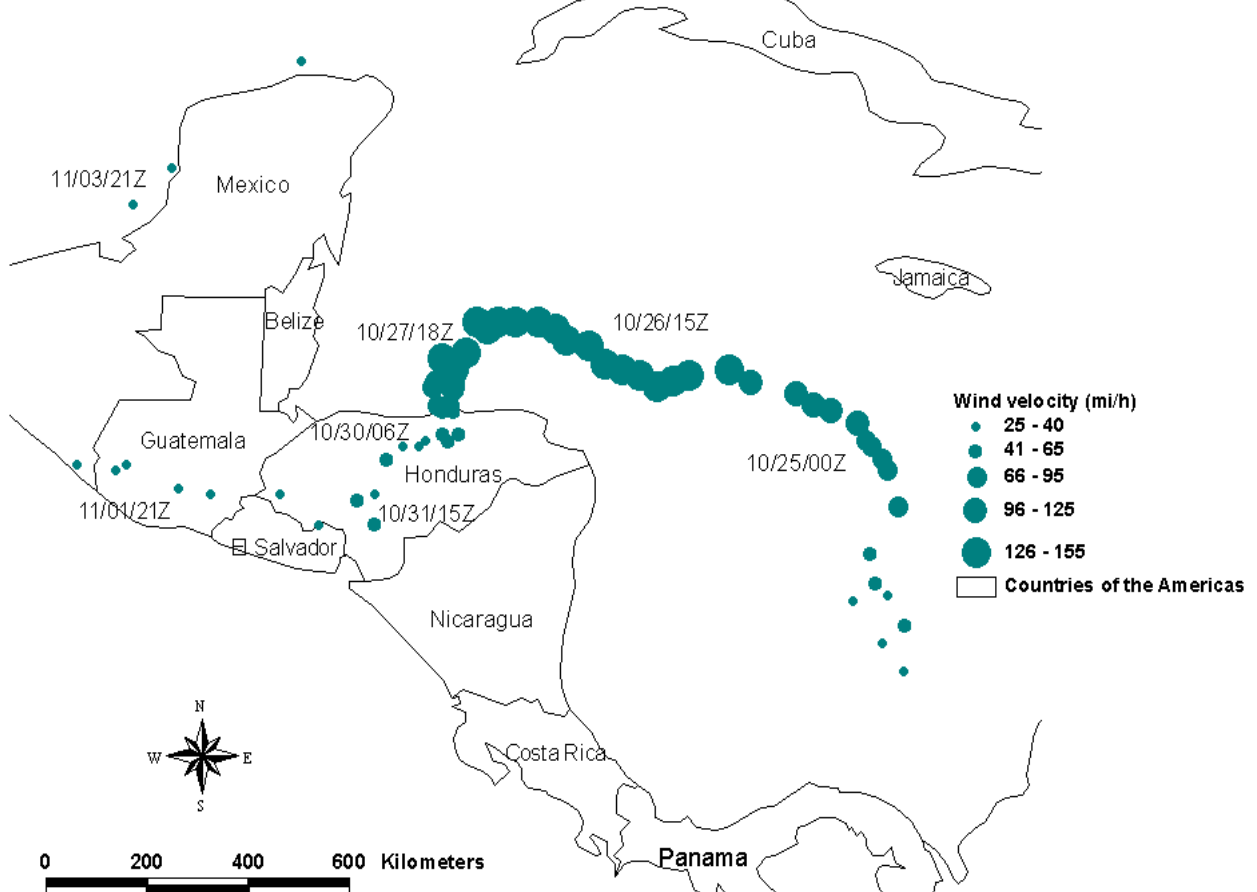 Cuba
11/03/21Z
Mexico
Jamaica
Belize
10/27/18Z
10/26/15Z
Wind velocity (mi/h)
25 - 40
41 - 65
66 - 95
96 - 125
126 - 155
Countries of the Americas
Guatemala
10/30/06Z
Honduras
10/25/00Z
11/01/21Z
10/31/15Z
El Salvador
Nicaragua
N
W
E
S
Costa Rica
Panama
0 200 400 600 Kilometers